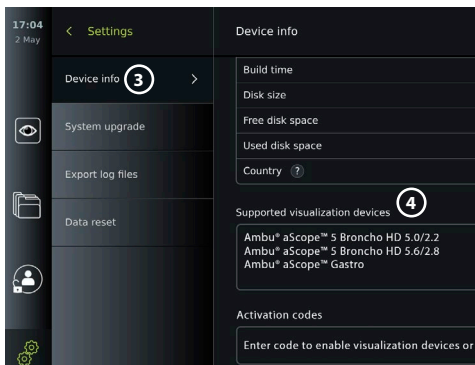 17:04
2 May
Settings
Device info
Device info
3
System upgrade
Export log files
Data reset
Build time
Disk size
Free disk space
Used disk space
Country ?
Supported visualization devices
4
Ambu® aScope™ 5 Broncho HD 5.0/2.2
Ambu® aScope™ 5 Broncho HD 5.6/2.8
Ambu® aScope™ Gastro
Activation codes
Enter code to enable visualization devices or